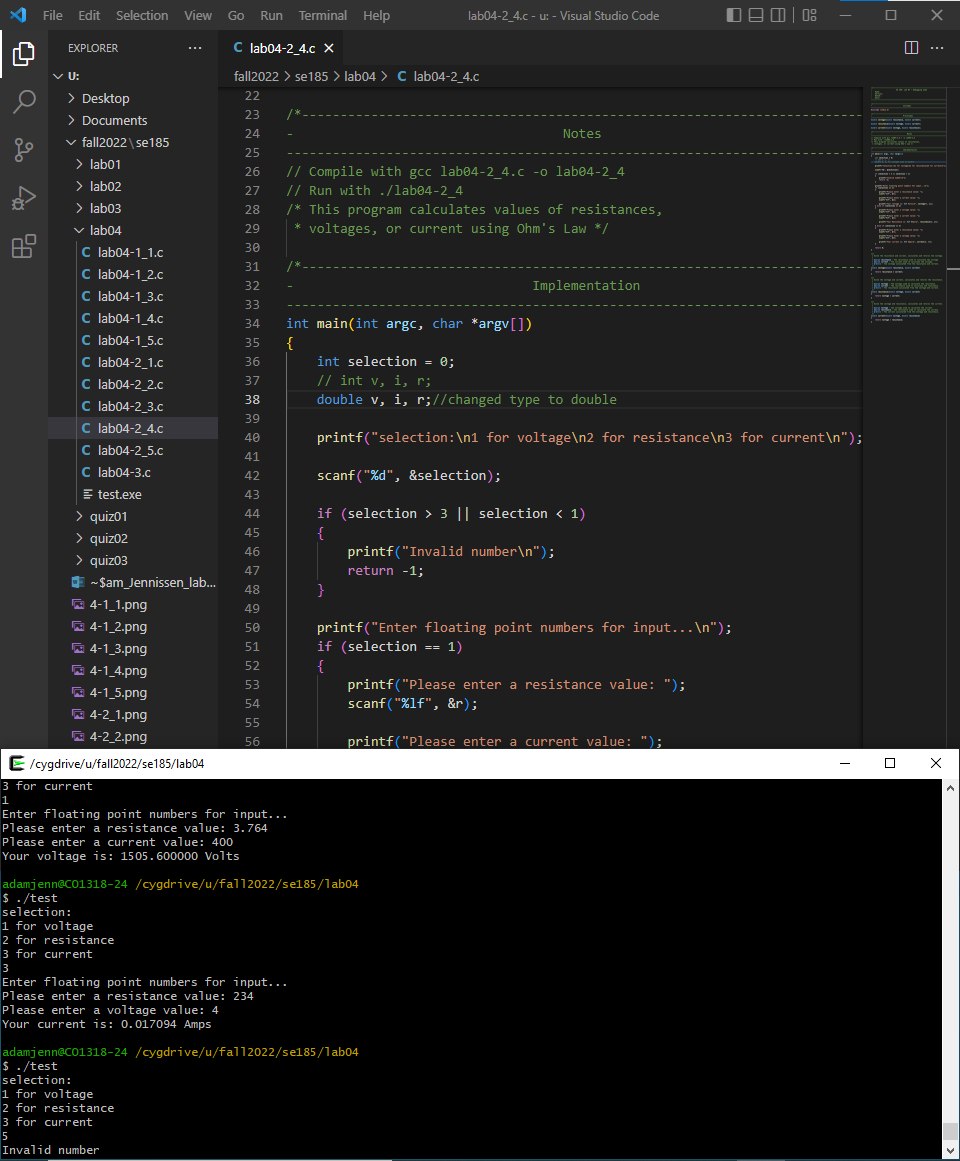 File Edit Selection View Go Run Terminal Help lab04-2_4.c - u: - Visual Studio Code
EXPLORER ...
U:
Desktop
Documents
fall2022\se185
lab01
lab02
lab03
lab04
C lab04-1_1.c
C lab04-1_2.c
C lab04-1_3.c
C lab04-1_4.c
C lab04-1_5.c
C lab04-2_1.c
C lab04-2_2.c
C lab04-2_3.c
C lab04-2_4.c
C lab04-2_5.c
C lab04-3.c
test.exe
quiz01
quiz02
quiz03
~$am_Jennissen_lab...
4-1_1.png
4-1_2.png
4-1_3.png
4-1_4.png
4-1_5.png
4-2_1.png
4-2_2.png
C lab04-2_4.c
fall2022 > se185 > lab04 > C lab04-2_4.c
22
23 /*--------------------------------------------------------------------------
24 - Notes
25 --------------------------------------------------------------------------
26 // Compile with gcc lab04-2_4.c -o lab04-2_4
27 // Run with ./lab04-2_4
28 /* This program calculates values of resistances,
29 * voltages, or current using Ohm's Law */
30
31 /*--------------------------------------------------------------------------
32 - Implementation
33 --------------------------------------------------------------------------
34 int main(int argc, char *argv[])
35 {
36 int selection = 0;
37 // int v, i, r;
38 double v, i, r;//changed type to double
39
40 printf("selection:\n1 for voltage\n2 for resistance\n3 for current\n");
41
42 scanf("%d", &selection);
43
44 if (selection > 3 || selection < 1)
45 {
46 printf("Invalid number\n");
47 return -1;
48 }
49
50 printf("Enter floating point numbers for input...\n");
51 if (selection == 1)
52 {
53 printf("Please enter a resistance value: ");
54 scanf("%lf", &r);
55
56 printf("Please enter a current value: ");
/cygdrive/u/fall2022/se185/lab04
3 for current
1
Enter floating point numbers for input...
Please enter a resistance value: 3.764
Please enter a current value: 400
Your voltage is: 1505.600000 Volts
adamjenn@CO1318-24 /cygdrive/u/fall2022/se185/lab04
$ ./test
selection:
1 for voltage
2 for resistance
3 for current
3
Enter floating point numbers for input...
Please enter a resistance value: 234
Please enter a voltage value: 4
Your current is: 0.017094 Amps
adamjenn@CO1318-24 /cygdrive/u/fall2022/se185/lab04
$ ./test
selection:
1 for voltage
2 for resistance
3 for current
5
Invalid number